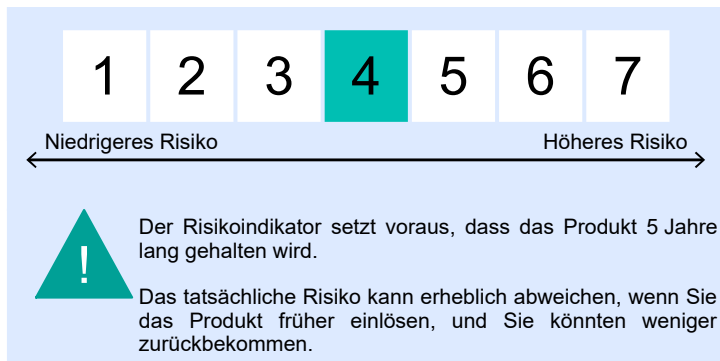 1 2 3 4 5 6 7
Niedrigeres Risiko Höheres Risiko
!
Der Risikoindikator setzt voraus, dass das Produkt 5 Jahre
lang gehalten wird.
Das tatsächliche Risiko kann erheblich abweichen, wenn Sie
das Produkt früher einlösen, und Sie könnten weniger
zurückbekommen.